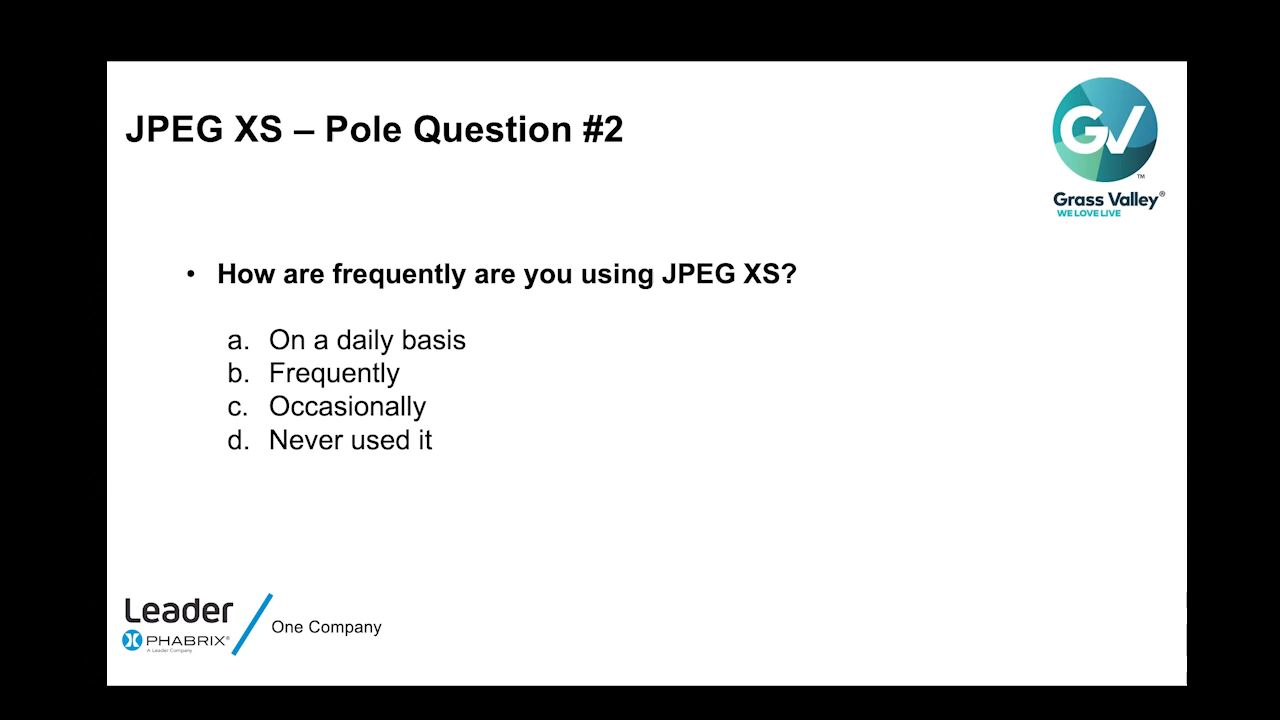 JPEG XS – Pole Question #2
GV
TM
Grass Valley®
WE LOVE LIVE
• How are frequently are you using JPEG XS?
a. On a daily basis
b. Frequently
c. Occasionally
d. Never used it
Leader
PHABRIX®
A Leader Company
One Company